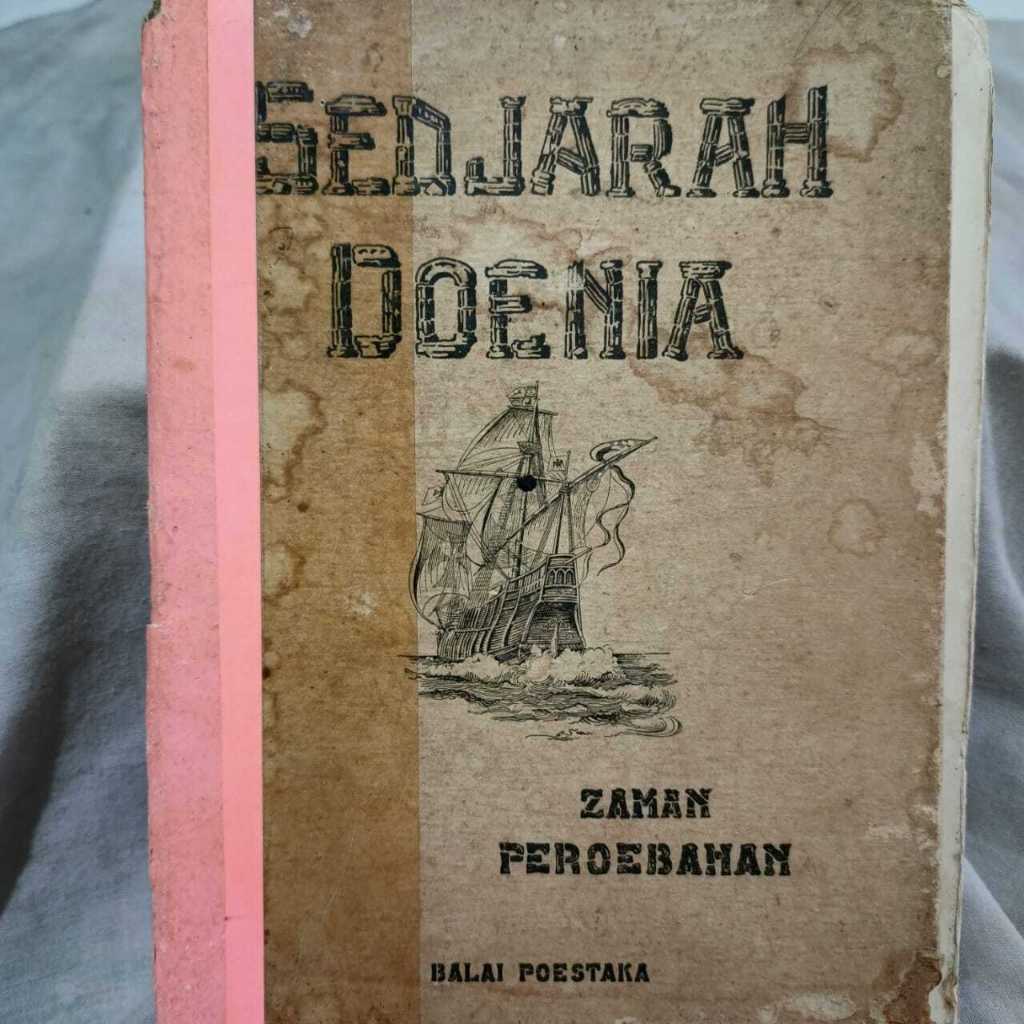 SEDJARAH
DOENIA
ZAMAN
PEROEBAHAN
BALAI POESTAKA